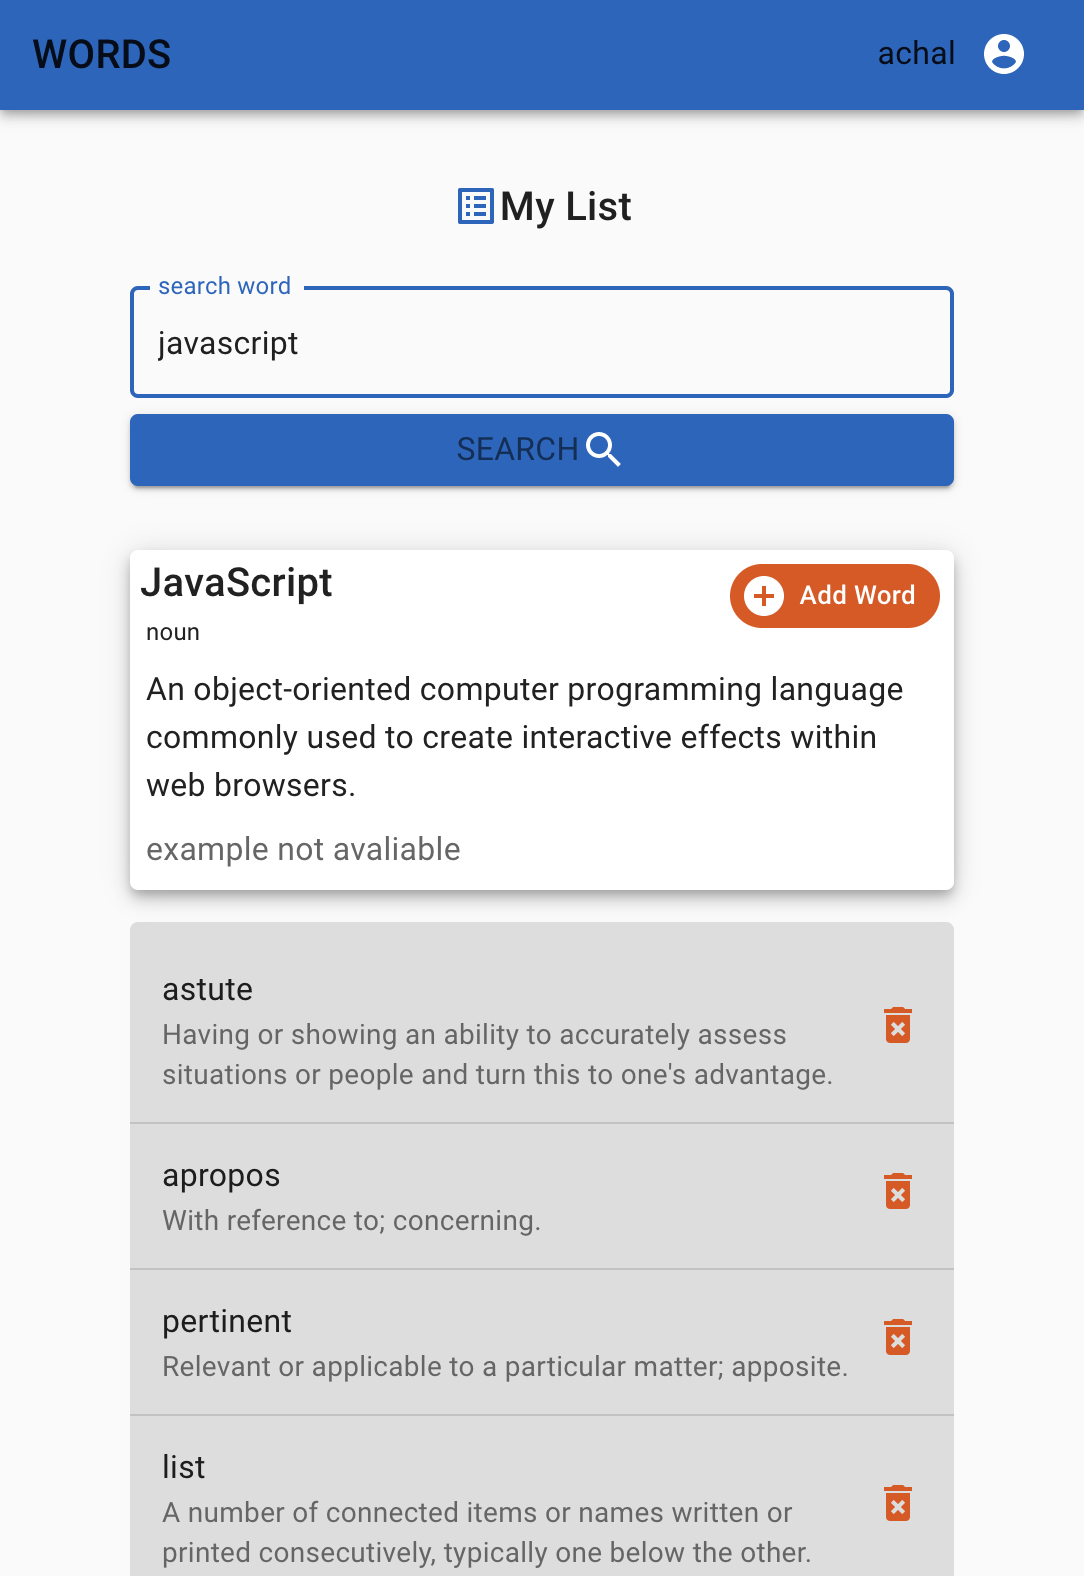 WORDS
achal
My List
search word
javascript
SEARCH
JavaScript
Add Word
noun
An object-oriented computer programming language
commonly used to create interactive effects within
web browsers.
example not avaliable
astute
Having or showing an ability to accurately assess
situations or people and turn this to one's advantage.
apropos
With reference to; concerning.
pertinent
Relevant or applicable to a particular matter; apposite.
list
A number of connected items or names written or
printed consecutively, typically one below the other.